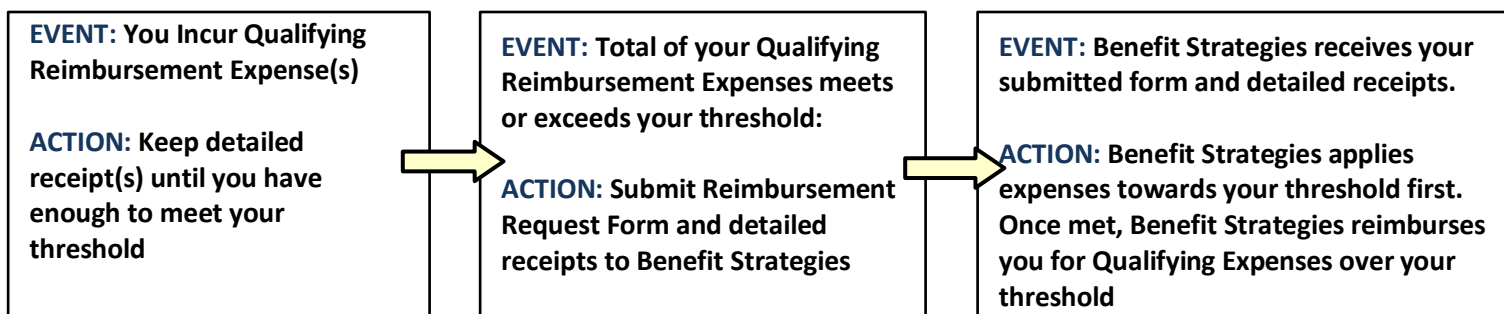 EVENT: You Incur Qualifying
Reimbursement Expense(s)
ACTION: Keep detailed
receipt(s) until you have
enough to meet your
threshold
EVENT: Total of your Qualifying
Reimbursement Expenses meets
or exceeds your threshold:
ACTION: Submit Reimbursement
Request Form and detailed
receipts to Benefit Strategies
EVENT: Benefit Strategies receives your
submitted form and detailed receipts.
ACTION: Benefit Strategies applies
expenses towards your threshold first.
Once met, Benefit Strategies reimburses
you for Qualifying Expenses over your
threshold